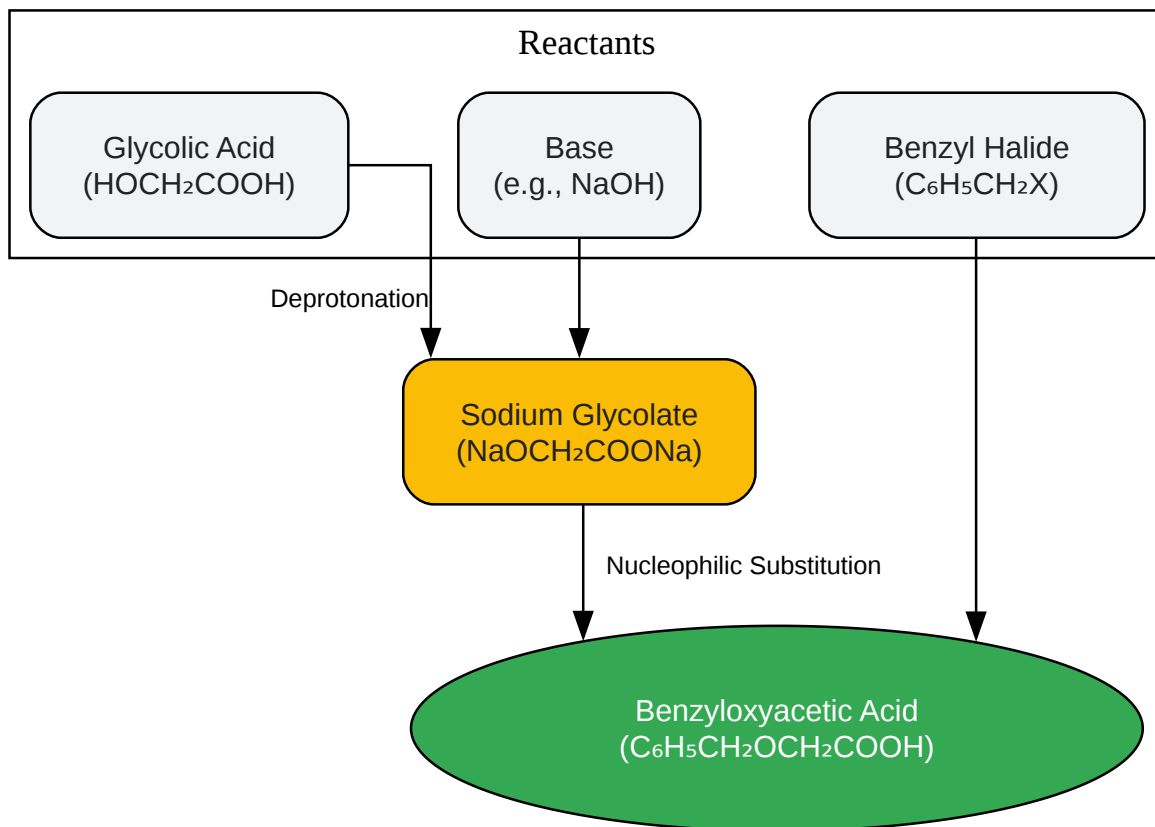 Reactants
Glycolic Acid
(HOCH₂COOH)
Base
(e.g., NaOH)
Benzyl Halide
(C₆H₅CH₂X)
Deprotonation
Sodium Glycolate
(NaOCH₂COONa)
Nucleophilic Substitution
Benzyloxyacetic Acid
(C₆H₅CH₂OCH₂COOH)